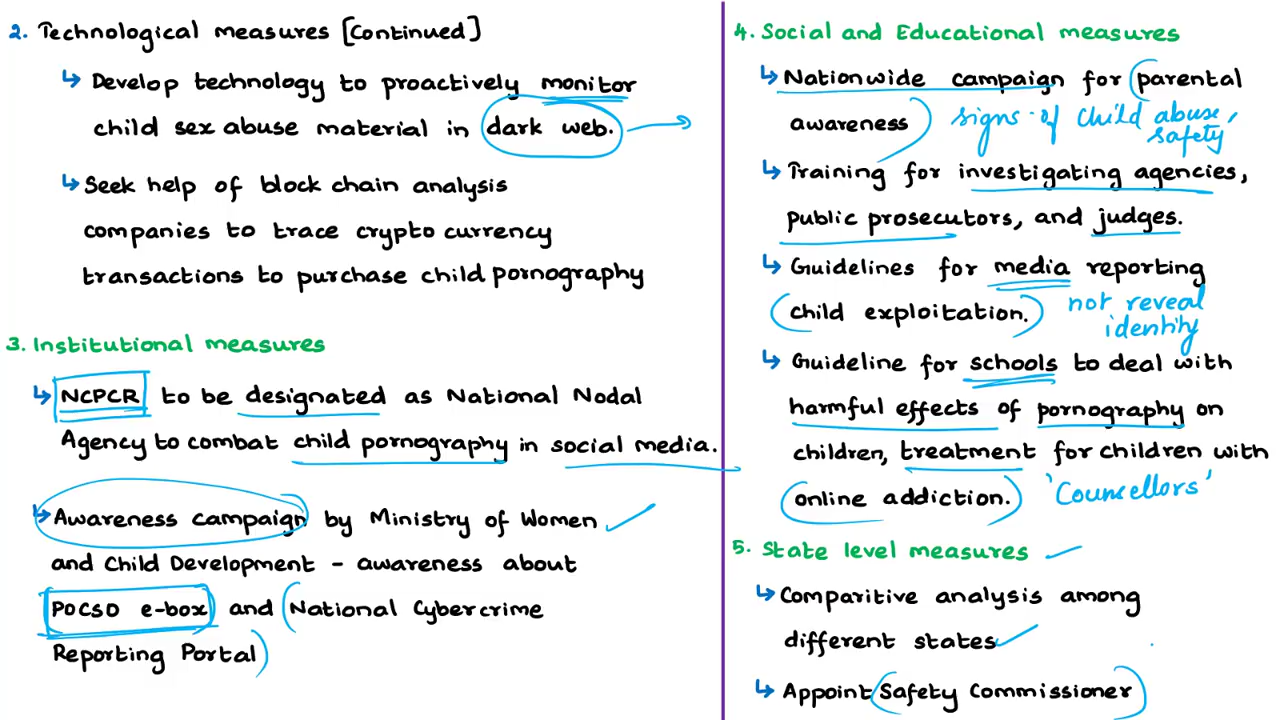 2. Technological measures [Continued]
↳ Develop technology to proactively monitor
child sex abuse material in dark web.
↳ Seek help of block chain analysis
companies to trace crypto currency
transactions to purchase child pornography
3. Institutional measures
↳ NCPCR to be designated as National Nodal
Agency to combat child pornography in social media.
↳ Awareness campaign by Ministry of Women
and Child Development - awareness about
POCSO e-box and (National Cybercrime
Reporting Portal)
4. Social and Educational measures
↳ Nationwide campaign for (parental
awareness) signs of child abuse,
safety
↳ Training for investigating agencies,
public prosecutors, and judges.
↳ Guidelines for media reporting
(child exploitation.) not reveal
identity
↳ Guideline for schools to deal with
harmful effects of pornography on
children, treatment for children with
(online addiction.) 'Counsellors'
5. State level measures
↳ Comparitive analysis among
different states
↳ Appoint (Safety Commissioner)